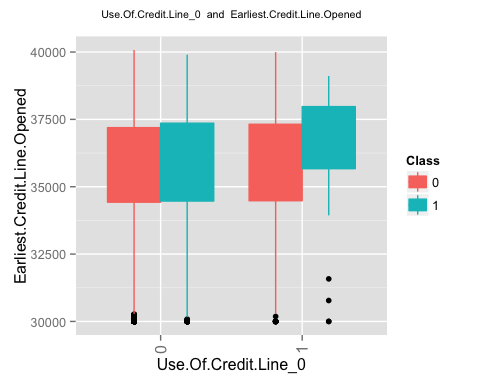 Use.Of.Credit.Line_0 and Earliest.Credit.Line.Opened
40000
37500
35000
32500
30000
Earliest.Credit.Line.Opened
0
1
Use.Of.Credit.Line_0
Class
0
1